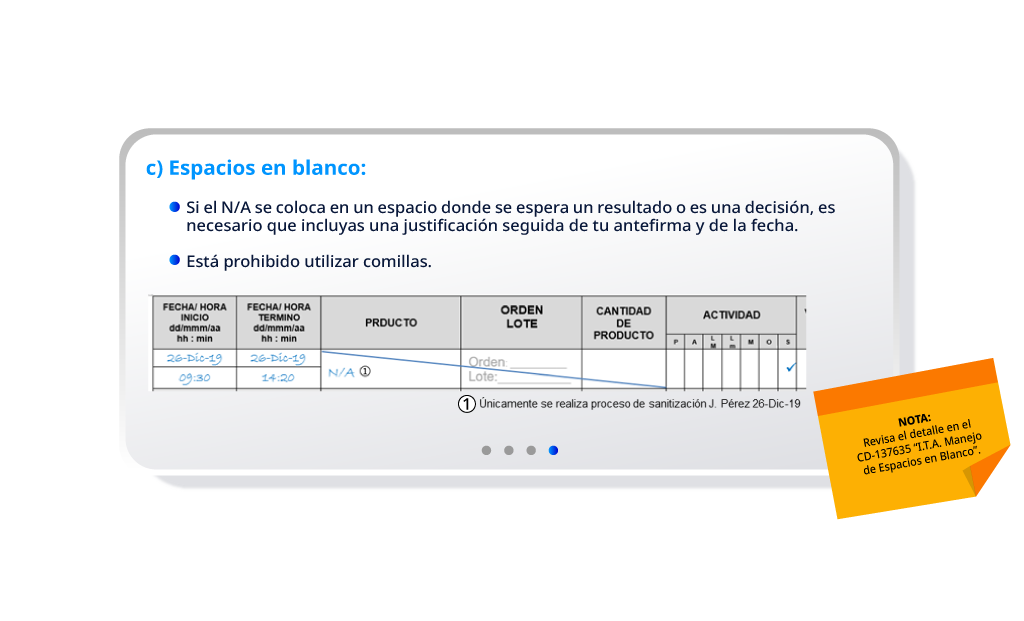 c) Espacios en blanco:
Si el N/A se coloca en un espacio donde se espera un resultado o es una decisión, es
necesario que incluyas una justificación seguida de tu antefirma y de la fecha.
Está prohibido utilizar comillas.
FECHA/ HORA
INICIO
dd/mmm/aa
hh : min
FECHA/ HORA
TERMINO
dd/mmm/aa
hh : min
PRDUCTO
ORDEN
LOTE
CANTIDAD
DE
PRODUCTO
ACTIVIDAD
P A L M L m M O S
26-Dic-19 26-Dic-19
09:30 14:20
N/A ①
Orden:________
Lote:__________
✓
① Únicamente se realiza proceso de sanitización J. Pérez 26-Dic-19
NOTA:
Revisa el detalle en el
CD-137635 “I.T.A. Manejo
de Espacios en Blanco”.